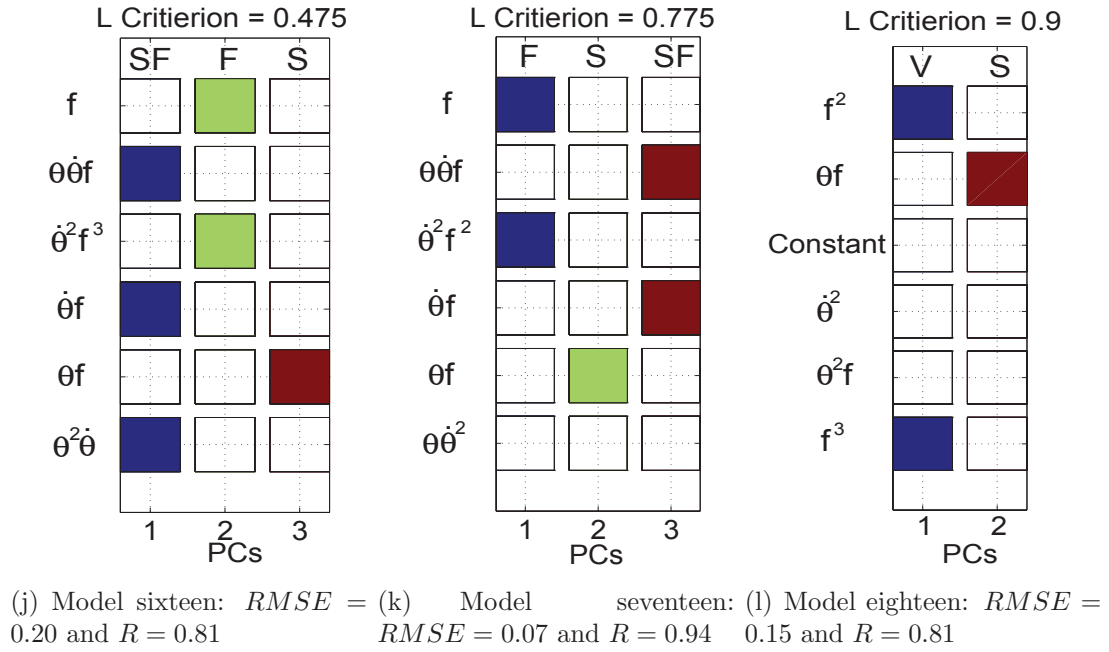 L Critierion = 0.475
SF F S
f
θθ̇f
θ̇²f³
θ̇f
θf
θ²θ̇
1 2 3
PCs
(j) Model sixteen: RMSE = 0.20 and R = 0.81
L Critierion = 0.775
F S SF
f
θθ̇f
θ̇²f²
θ̇f
θf
θθ̇²
1 2 3
PCs
(k) Model seventeen: RMSE = 0.07 and R = 0.94
L Critierion = 0.9
V S
f²
θf
Constant
θ̇²
θ²f
f³
1 2
PCs
(l) Model eighteen: RMSE = 0.15 and R = 0.81